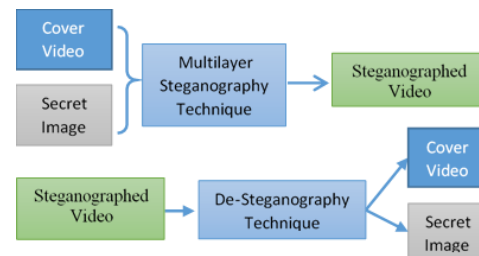 Cover
Video
Secret
Image
Multilayer
Steganography
Technique
Steganographed
Video
Steganographed
Video
De-Steganography
Technique
Cover
Video
Secret
Image